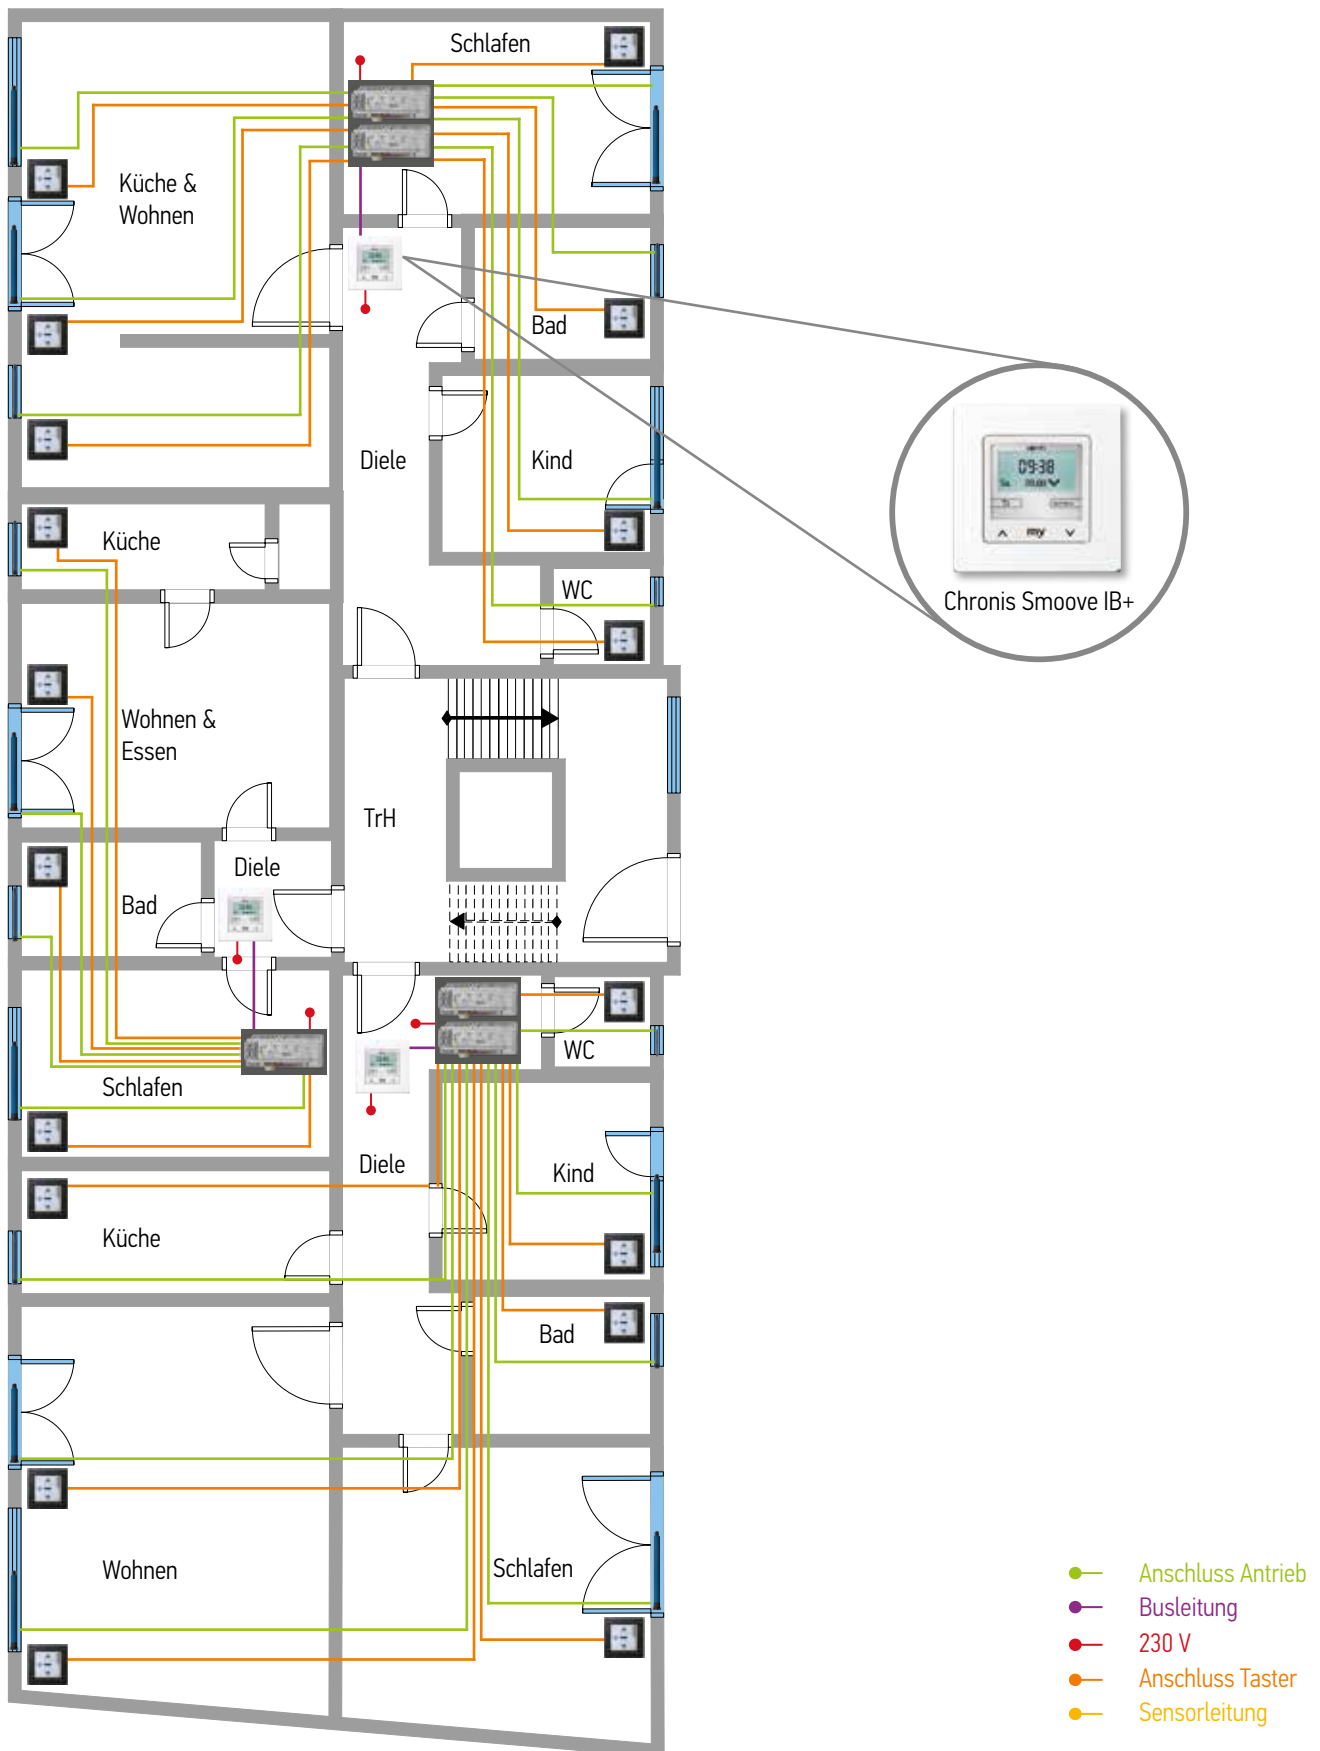 Schlafen
Küche &
Wohnen
Bad
Diele
Kind
Küche
WC
Wohnen &
Essen
TrH
Diele
Bad
WC
Schlafen
Diele
Kind
Küche
Bad
Wohnen
Schlafen
09:38
my
Chronis Smoove IB+
Anschluss Antrieb
Busleitung
230 V
Anschluss Taster
Sensorleitung